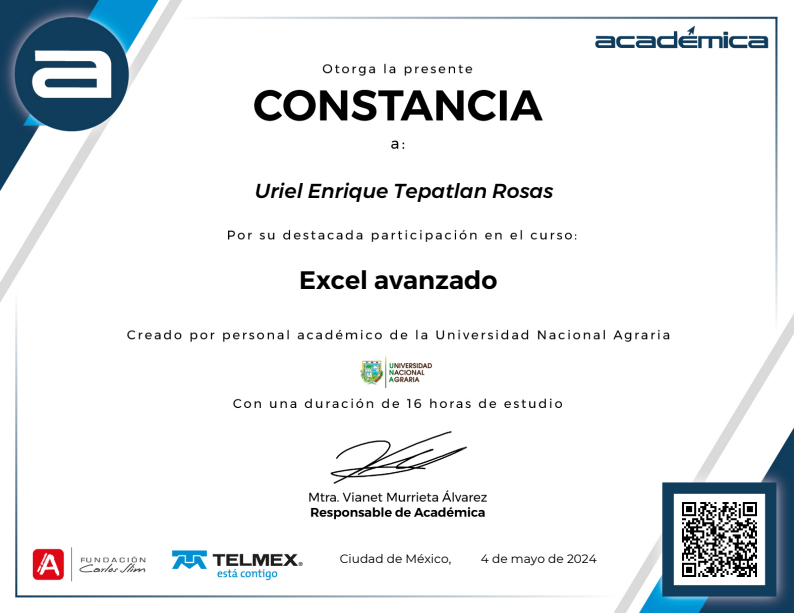 académica
Otorga la presente
CONSTANCIA
a:
Uriel Enrique Tepatlan Rosas
Por su destacada participación en el curso:
Excel avanzado
Creado por personal académico de la Universidad Nacional Agraria
UNIVERSIDAD
NACIONAL
AGRARIA
Con una duración de 16 horas de estudio
Mtra. Vianet Murrieta Álvarez
Responsable de Académica
FUNDACIÓN
Carlos Slim
TELMEX®
está contigo
Ciudad de México, 4 de mayo de 2024